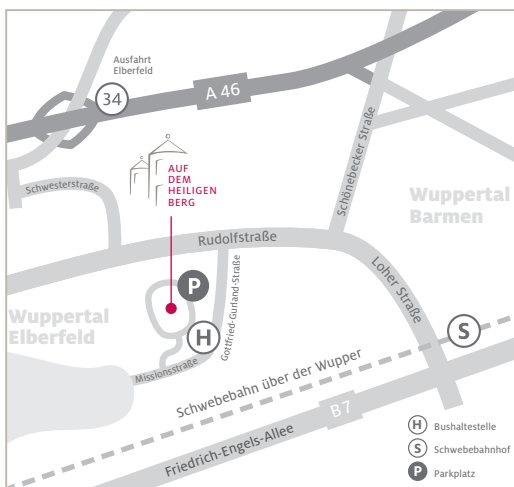 Ausfahrt
Elberfeld
34
A 46
AUF
DEM
HEILIGEN
BERG
Schwesterstraße
Schönebecker Straße
Wuppertal
Barmen
Rudolfstraße
Loher Straße
P
Gottfried-Gurland-Straße
Wuppertal
Elberfeld
H
Missionsstraße
S
Schwebebahn über der Wupper
B7
Friedrich-Engels-Allee
H Bushaltestelle
S Schwebebahnhof
P Parkplatz